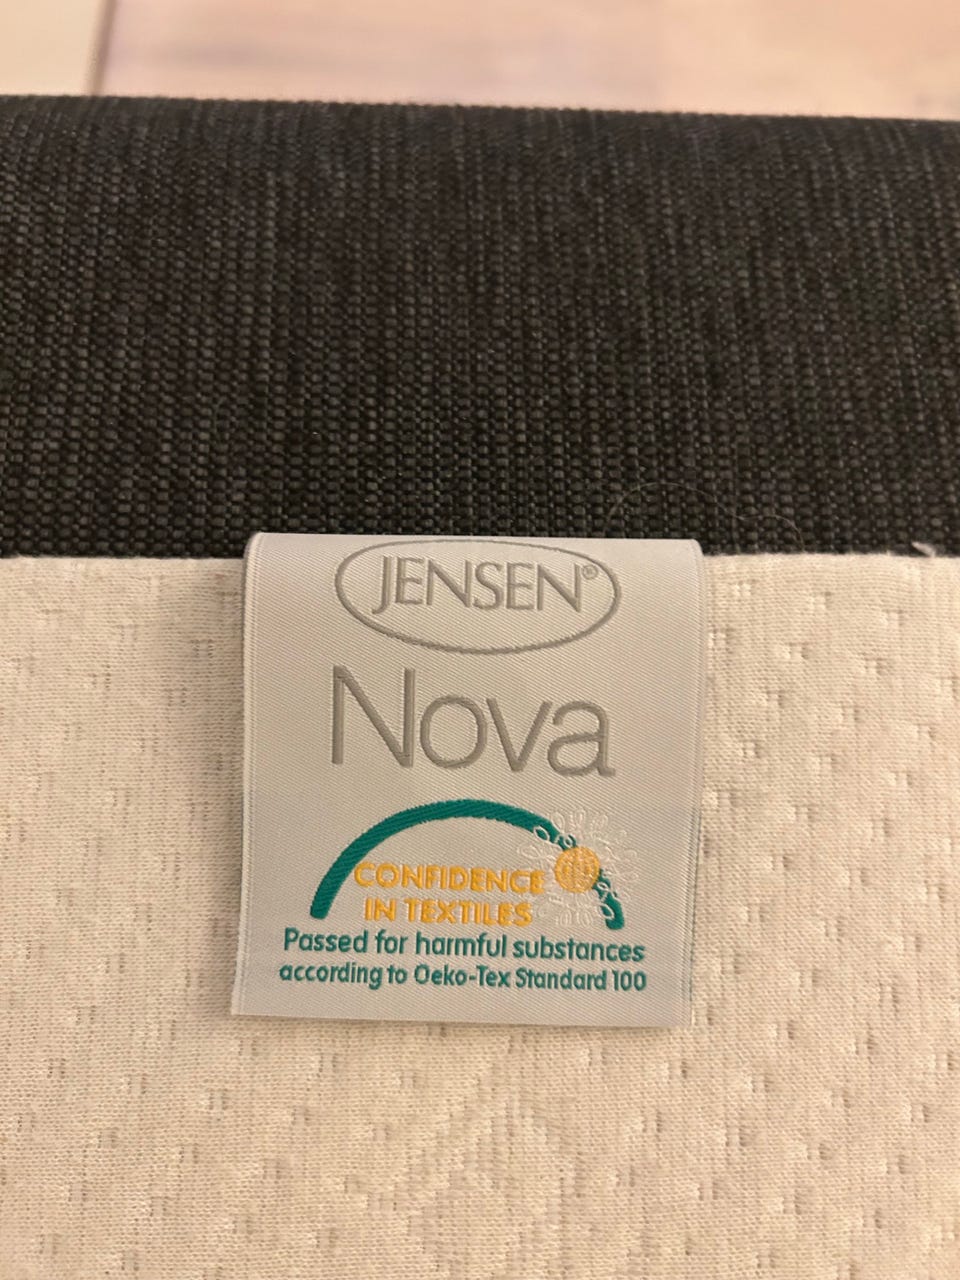 JENSEN®
Nova
CONFIDENCE
IN TEXTILES
Passed for harmful substances
according to Oeko-Tex Standard 100